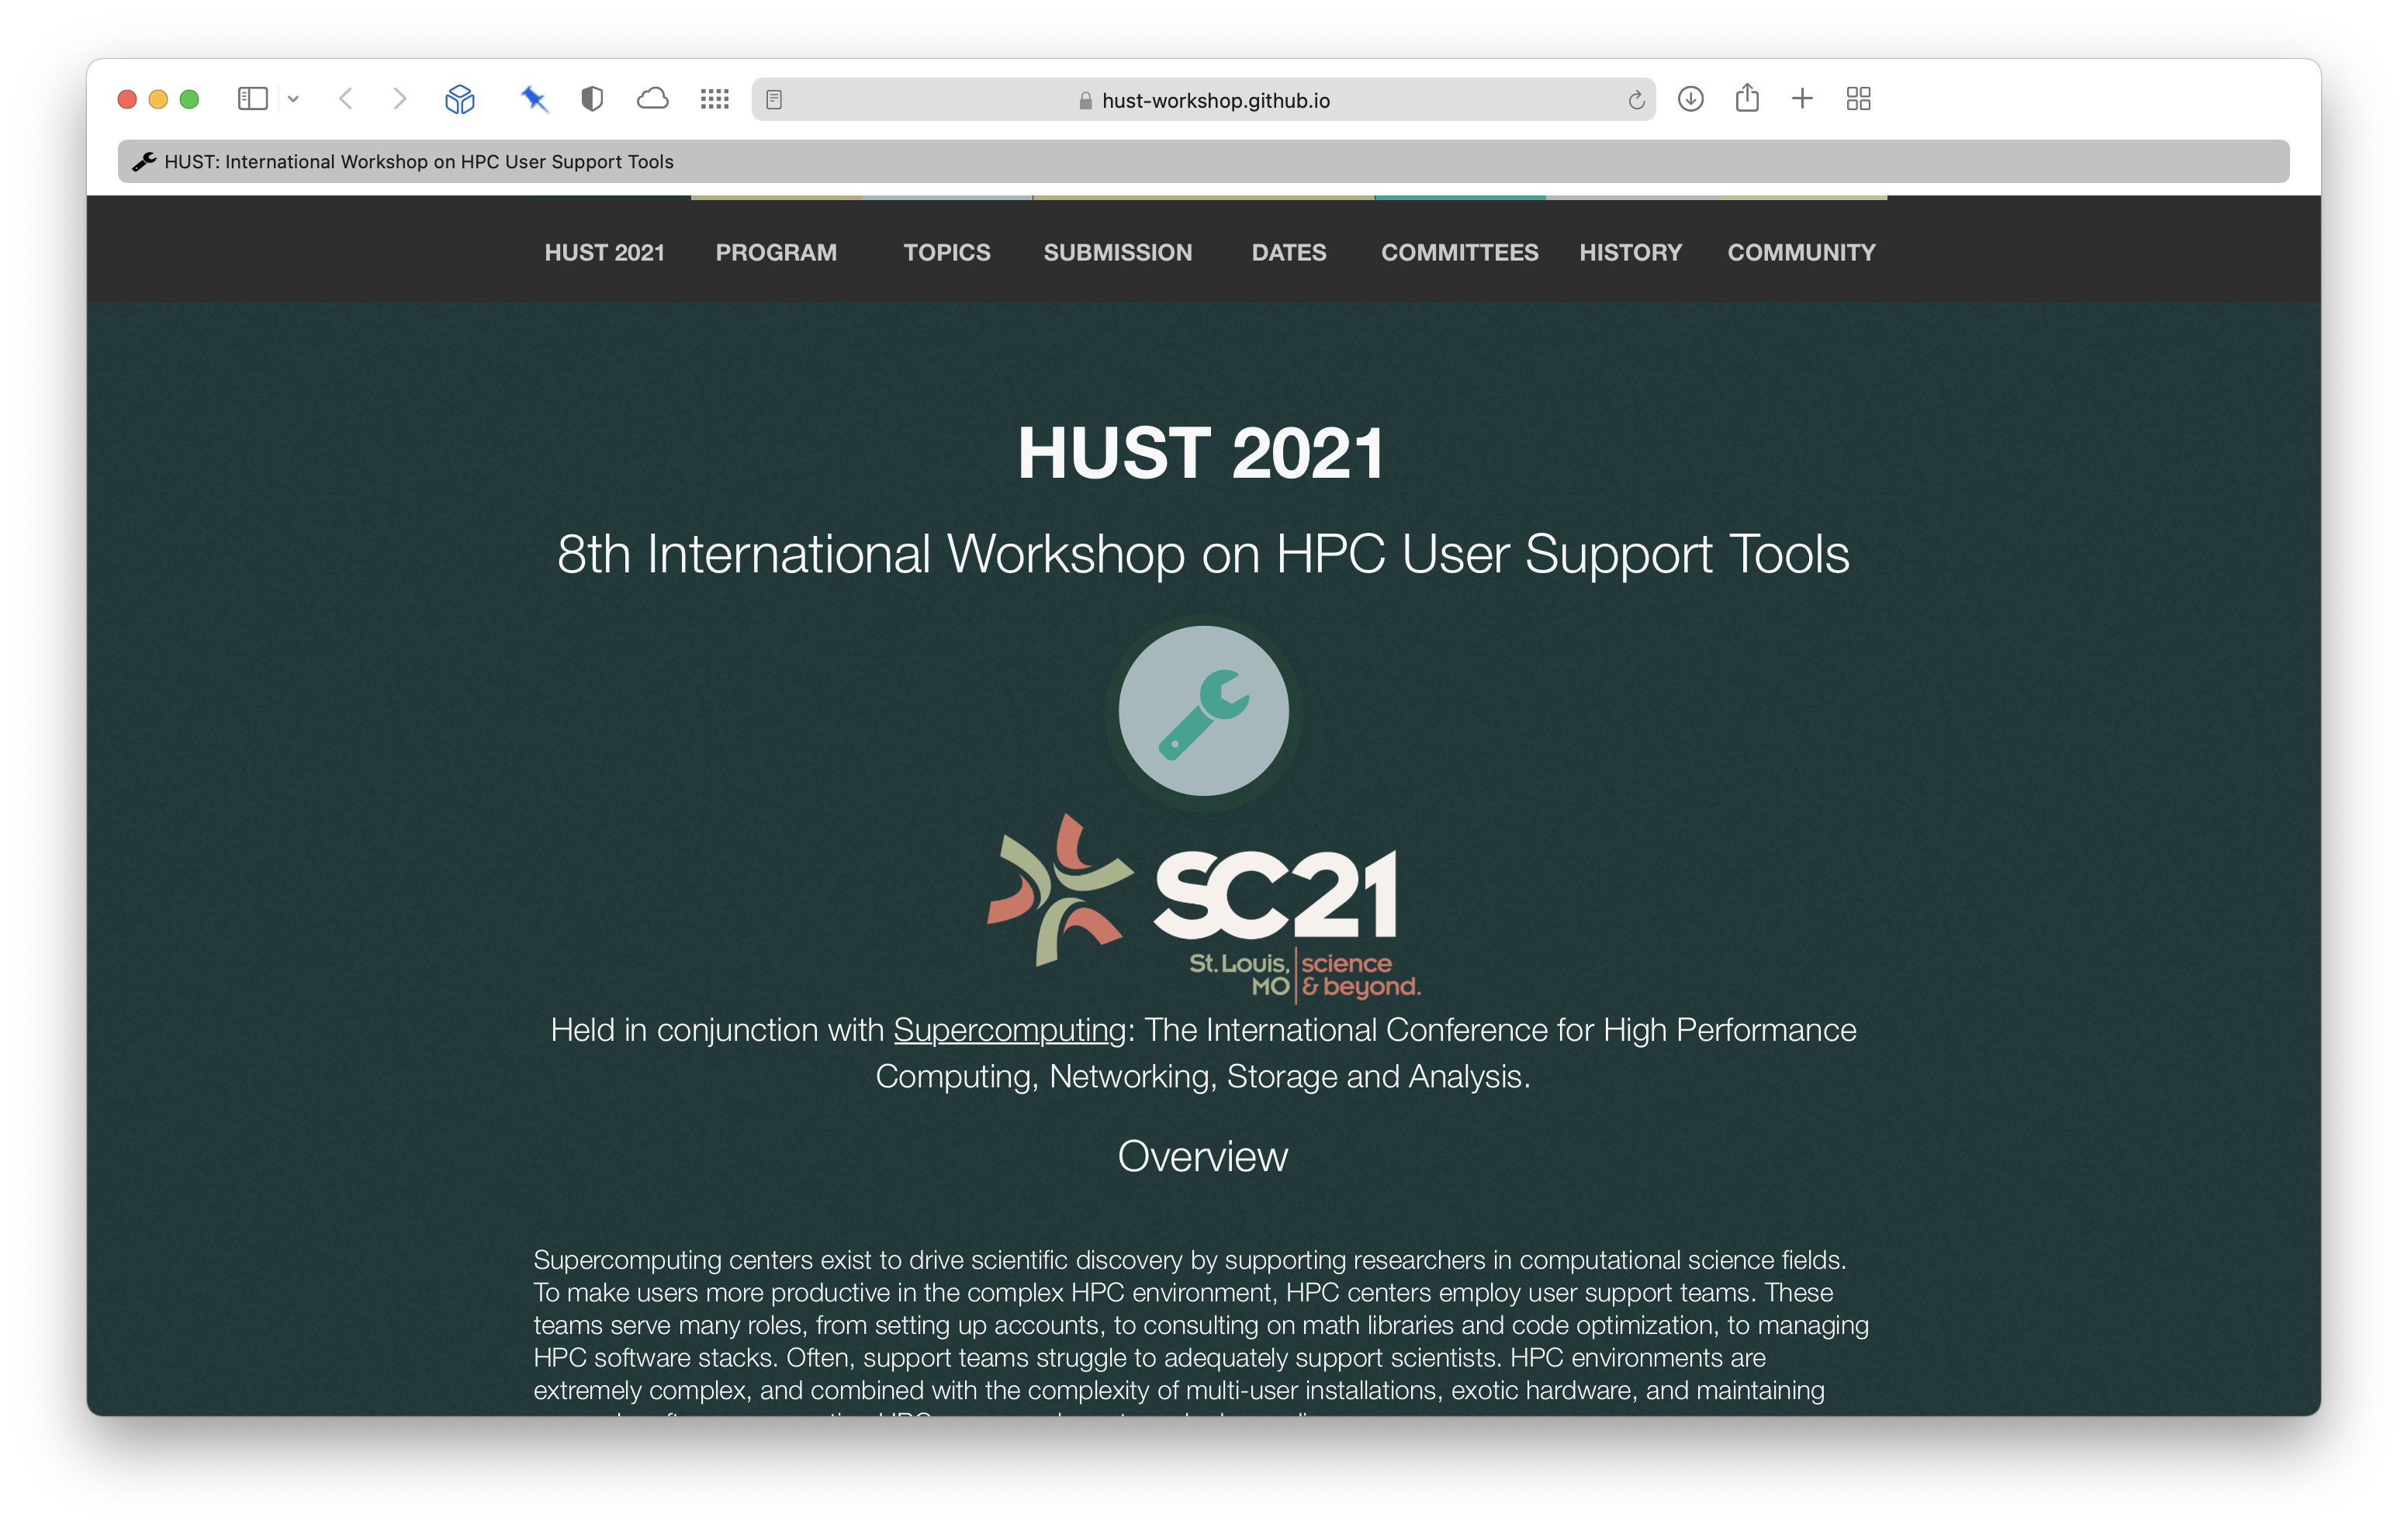 hust-workshop.github.io
HUST: International Workshop on HPC User Support Tools
HUST 2021 PROGRAM TOPICS SUBMISSION DATES COMMITTEES HISTORY COMMUNITY
HUST 2021
8th International Workshop on HPC User Support Tools
SC21
St. Louis, MO
science & beyond.
Held in conjunction with Supercomputing: The International Conference for High Performance
Computing, Networking, Storage and Analysis.
Overview
Supercomputing centers exist to drive scientific discovery by supporting researchers in computational science fields.
To make users more productive in the complex HPC environment, HPC centers employ user support teams. These
teams serve many roles, from setting up accounts, to consulting on math libraries and code optimization, to managing
HPC software stacks. Often, support teams struggle to adequately support scientists. HPC environments are
extremely complex, and combined with the complexity of multi-user installations, exotic hardware, and maintaining